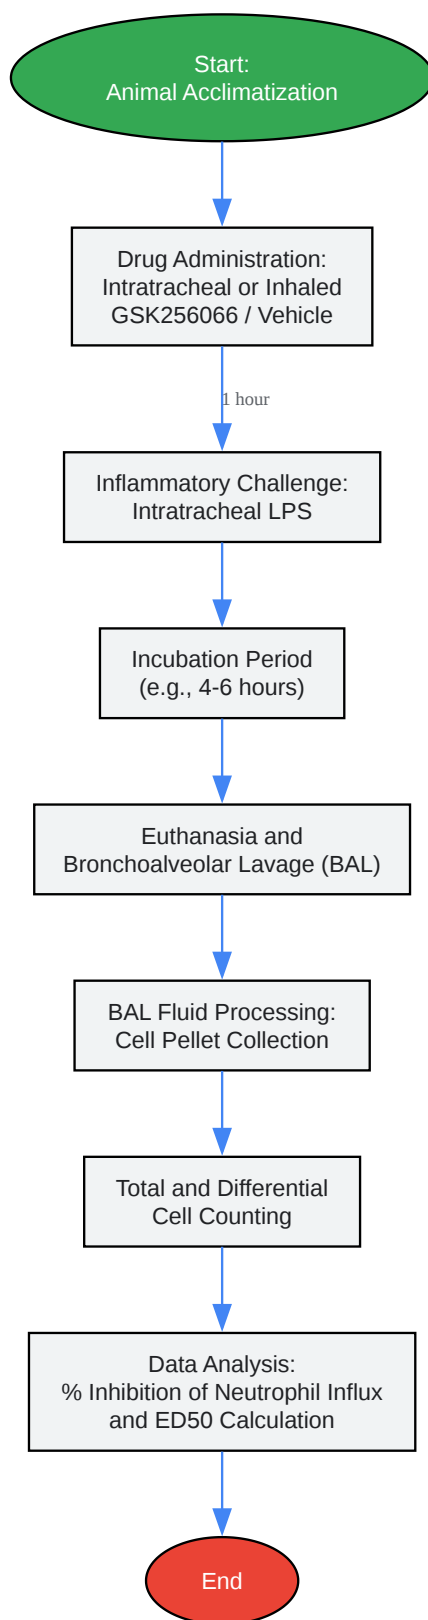 Start:
Animal Acclimatization
Drug Administration:
Intratracheal or Inhaled
GSK256066 / Vehicle
1 hour
Inflammatory Challenge:
Intratracheal LPS
Incubation Period
(e.g., 4-6 hours)
Euthanasia and
Bronchoalveolar Lavage (BAL)
BAL Fluid Processing:
Cell Pellet Collection
Total and Differential
Cell Counting
Data Analysis:
% Inhibition of Neutrophil Influx
and ED50 Calculation
End